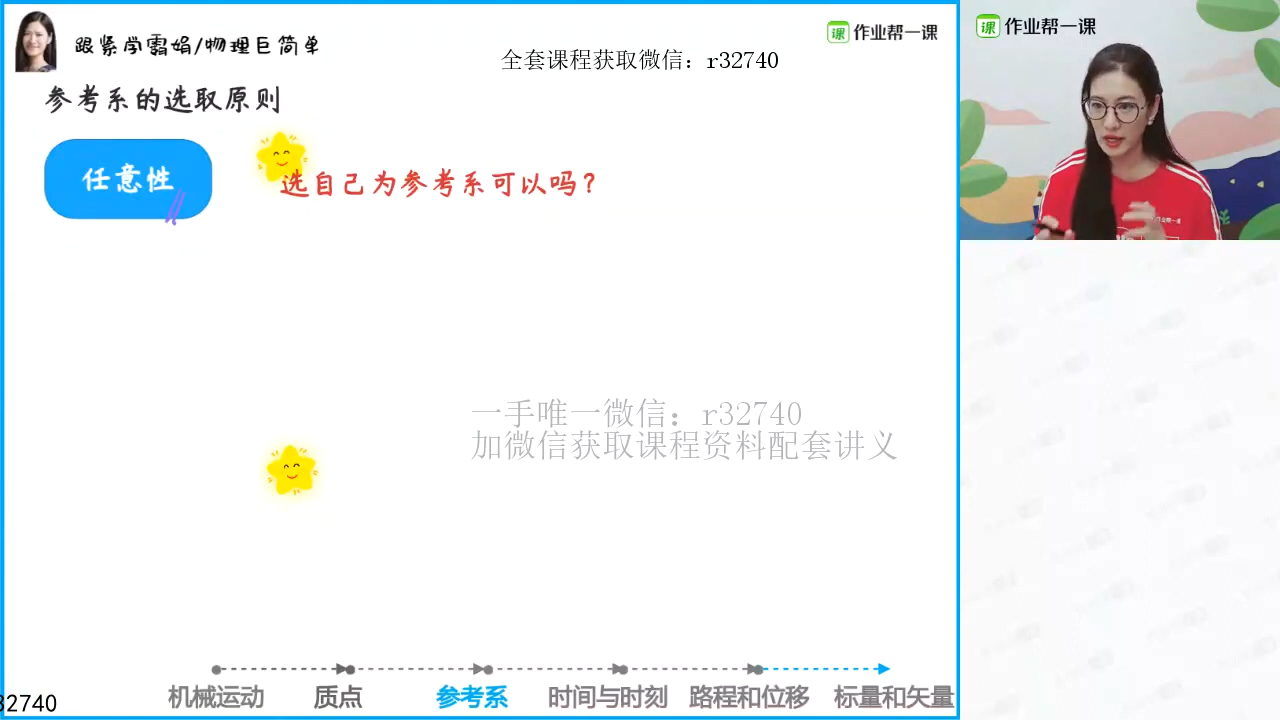 跟紧学霸娟/物理巨简单
作业帮一课
作业帮一课
全套课程获取微信：r32740
参考系的选取原则
任意性
选自己为参考系可以吗？
一手唯一微信：r32740
加微信获取课程资料配套讲义
机械运动 质点 参考系 时间与时刻 路程和位移 标量和矢量
32740